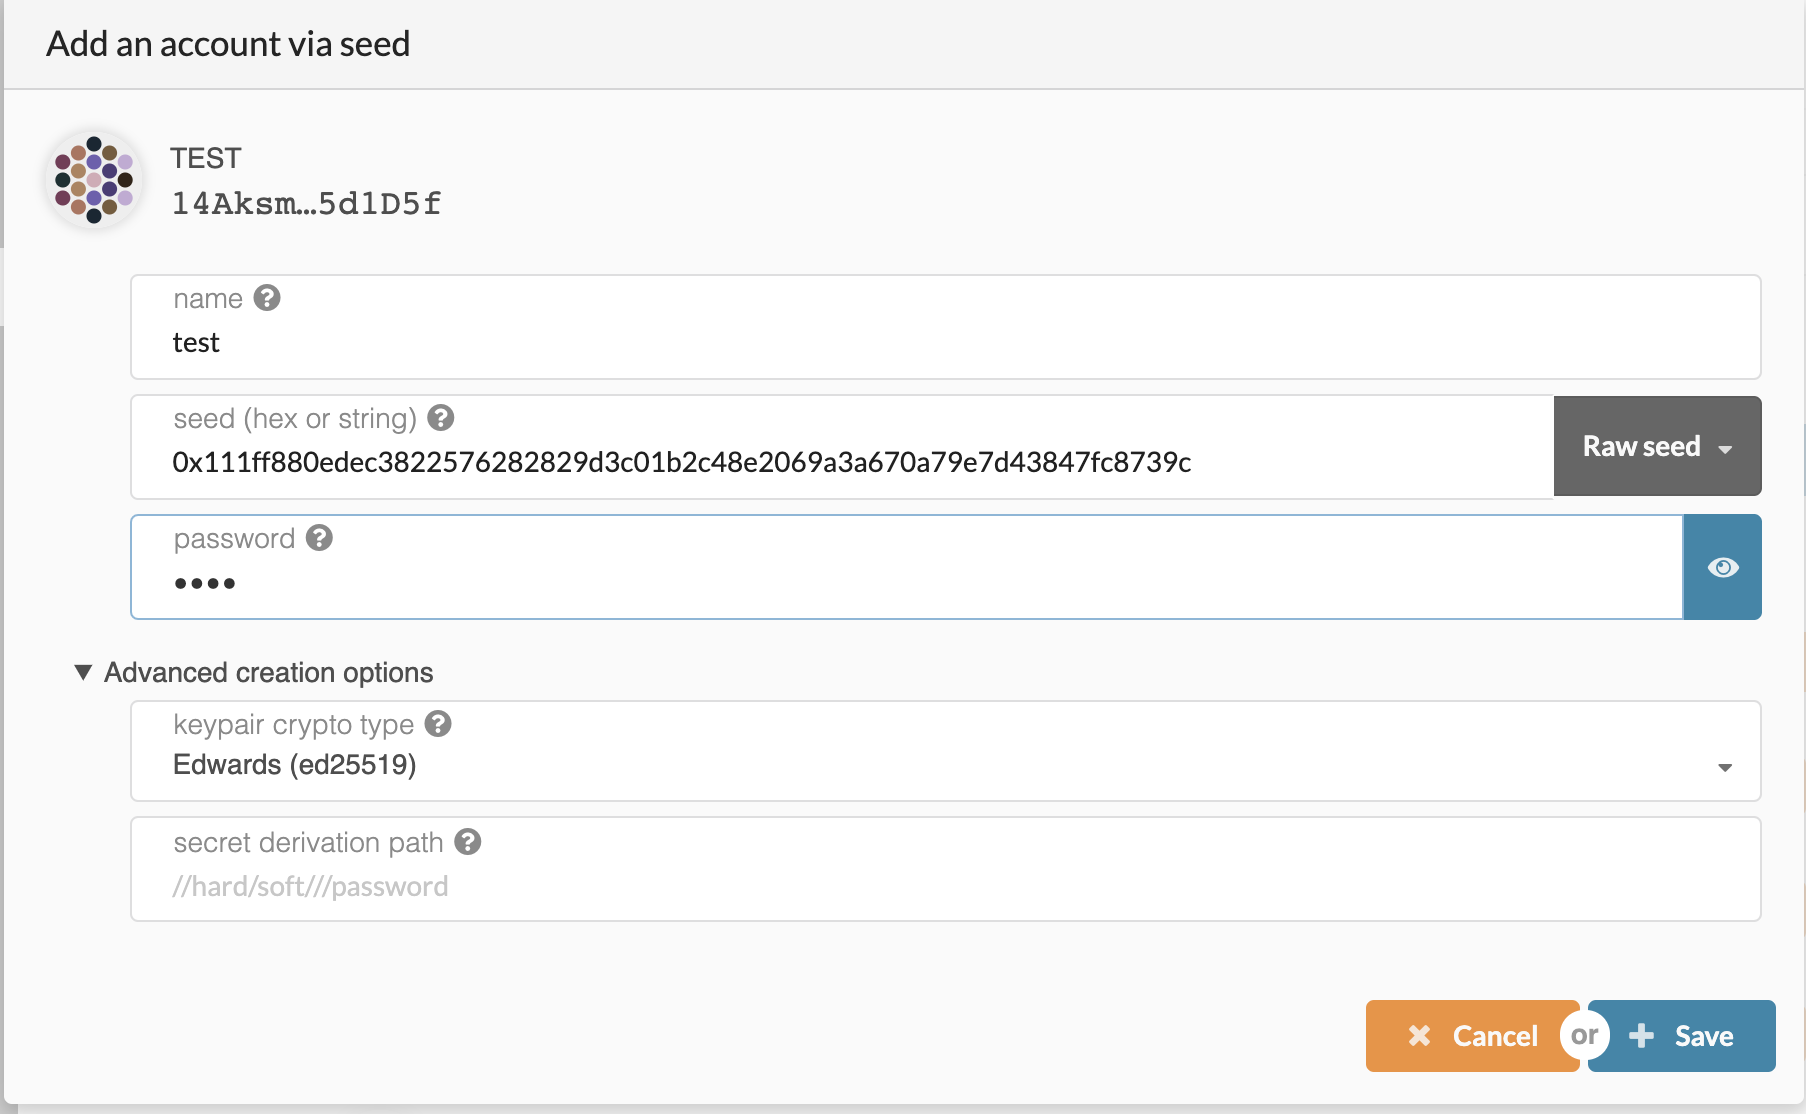 Add an account via seed
TEST
14Aksm…5d1D5f
name
test
seed (hex or string)
0x111ff880edec3822576282829d3c01b2c48e2069a3a670a79e7d43847fc8739c
Raw seed
password
••••
Advanced creation options
keypair crypto type
Edwards (ed25519)
secret derivation path
//hard/soft///password
Cancel or Save